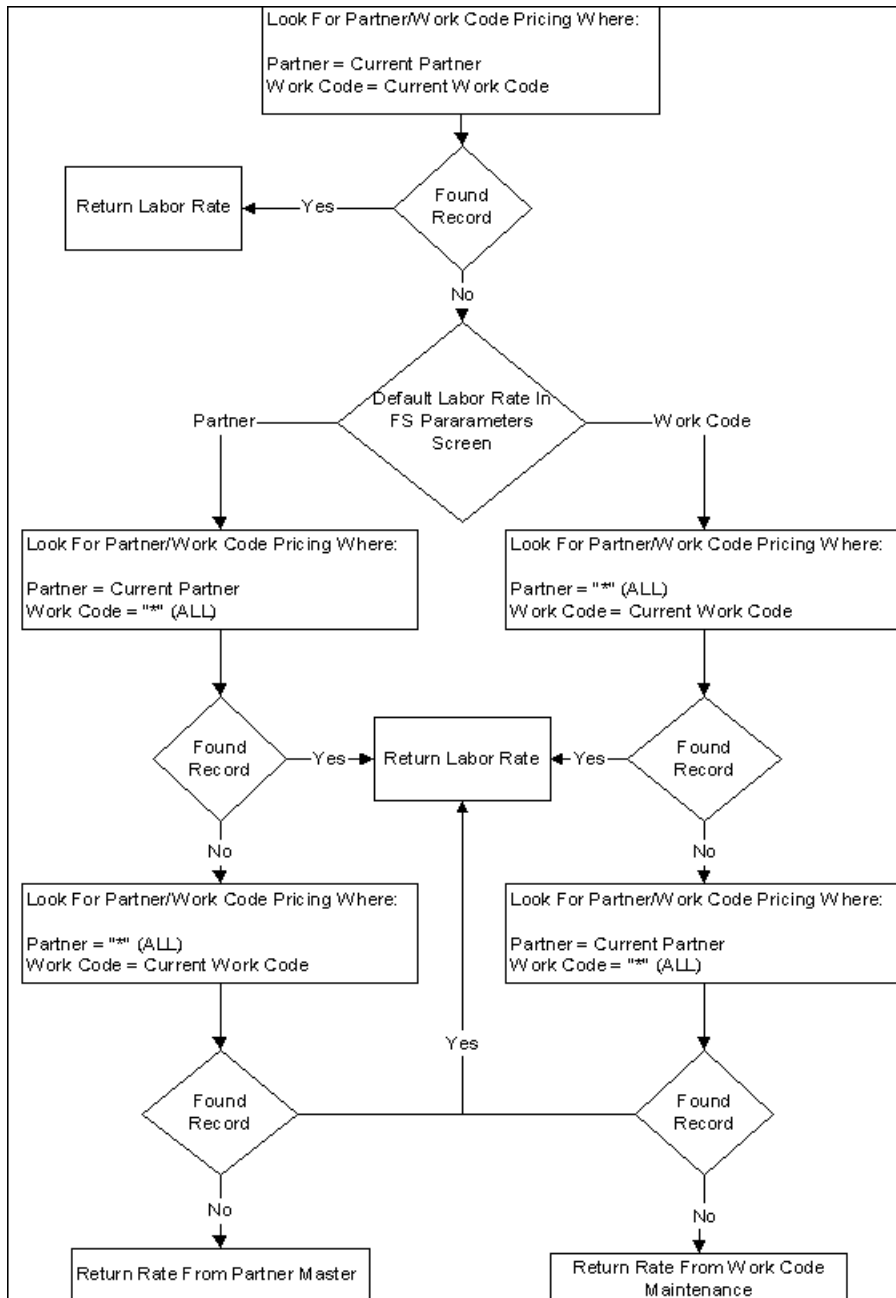 Look For Partner/Work Code Pricing Where:
Partner = Current Partner
Work Code = Current Work Code
Found
Record
Yes
Return Labor Rate
No
Default Labor Rate In
FS Pararameters
Screen
Partner
Work Code
Look For Partner/Work Code Pricing Where:
Partner = Current Partner
Work Code = "*" (ALL)
Look For Partner/Work Code Pricing Where:
Partner = "*" (ALL)
Work Code = Current Work Code
Found
Record
Yes
Return Labor Rate
Yes
Found
Record
No
No
Look For Partner/Work Code Pricing Where:
Partner = "*" (ALL)
Work Code = Current Work Code
Look For Partner/Work Code Pricing Where:
Partner = Current Partner
Work Code = "*" (ALL)
Yes
Found
Record
Found
Record
No
No
Return Rate From Partner Master
Return Rate From Work Code
Maintenance